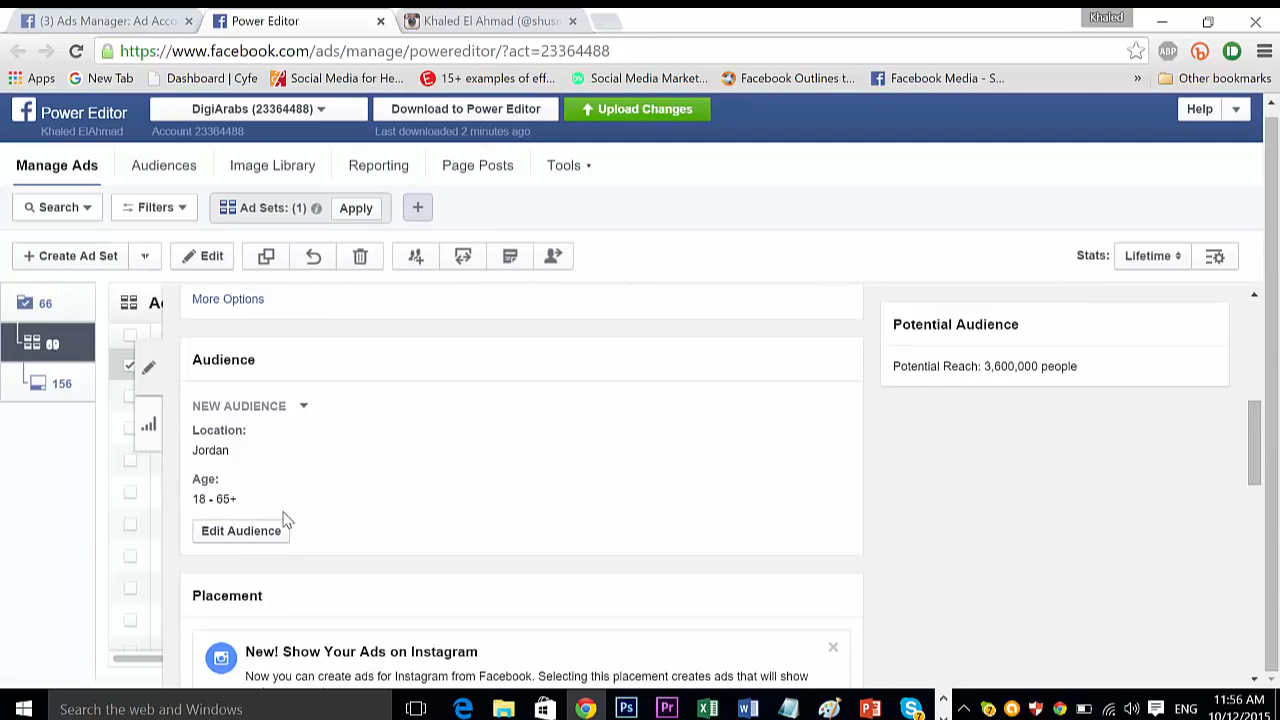 (3) Ads Manager: Ad Acco
Power Editor
Khaled El Ahmad (@shus
Khaled
https://www.facebook.com/ads/manage/powereditor/?act=23364488
ABP
Apps
New Tab
Dashboard | Cyfe
Social Media for He...
15+ examples of eff...
Social Media Market...
Facebook Outlines t...
Facebook Media - S...
»
Other bookmarks
Power Editor
Khaled ElAhmad
DigiArabs (23364488)
Account 23364488
Download to Power Editor
Last downloaded 2 minutes ago
Upload Changes
Help
Manage Ads
Audiences
Image Library
Reporting
Page Posts
Tools
Search
Filters
Ad Sets: (1)
Apply
+
+ Create Ad Set
Edit
Stats:
Lifetime
66
69
156
More Options
Audience
NEW AUDIENCE
Location:
Jordan
Age:
18 - 65+
Edit Audience
Placement
New! Show Your Ads on Instagram
Now you can create ads for Instagram from Facebook. Selecting this placement creates ads that will show
Potential Audience
Potential Reach: 3,600,000 people
Search the web and Windows
ENG
11:56 AM
10/12/2015